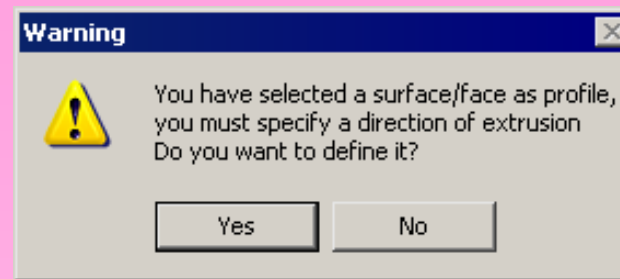 Warning
You have selected a surface/face as profile,
you must specify a direction of extrusion
Do you want to define it?
Yes
No